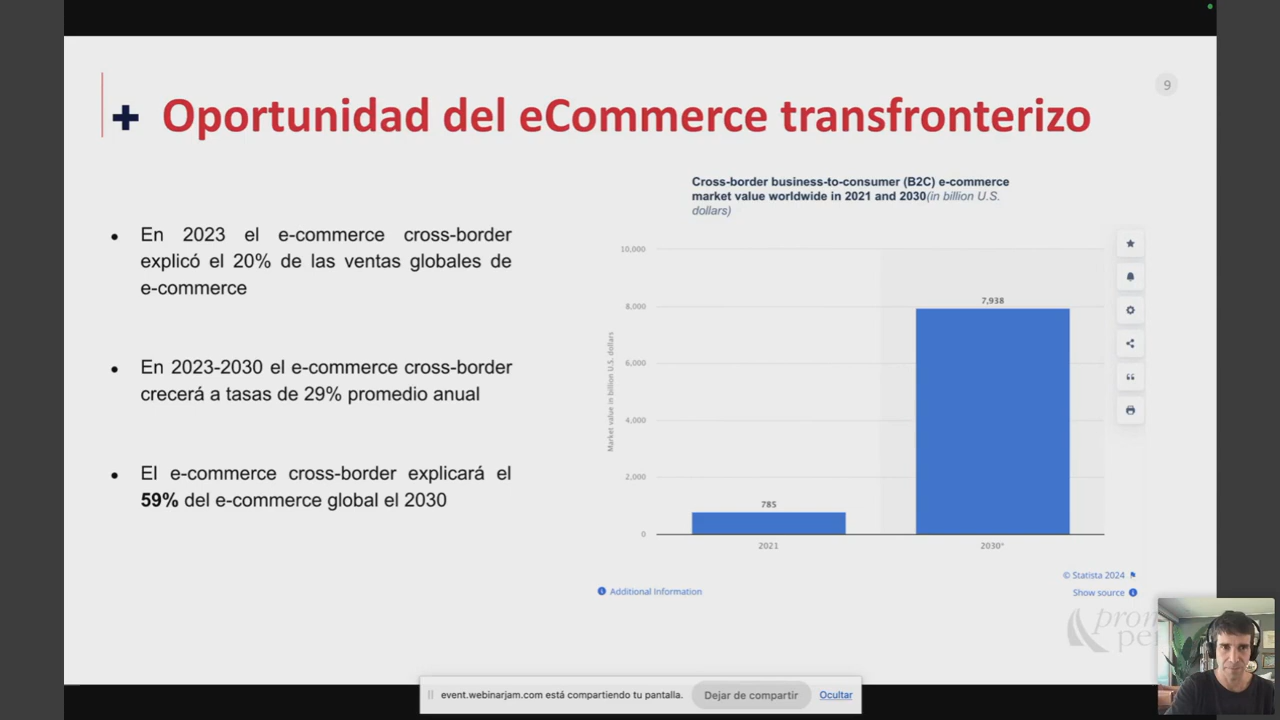 9
+ Oportunidad del eCommerce transfronterizo
En 2023 el e-commerce cross-border
explicó el 20% de las ventas globales de
e-commerce
En 2023-2030 el e-commerce cross-border
crecerá a tasas de 29% promedio anual
El e-commerce cross-border explicará el
59% del e-commerce global el 2030
Cross-border business-to-consumer (B2C) e-commerce
market value worldwide in 2021 and 2030(in billion U.S.
dollars)
Market value in billion U.S. dollars
10,000
8,000
6,000
4,000
2,000
0
785
7,938
2021
2030*
Additional Information
© Statista 2024
Show source
event.webinarjam.com está compartiendo tu pantalla.
Dejar de compartir
Ocultar